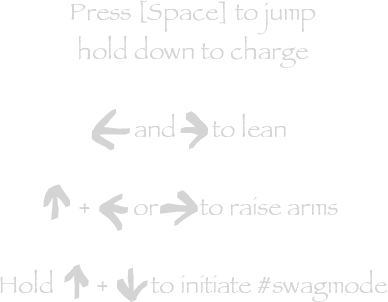 Press [Space] to jump
hold down to charge
← and → to lean
↑ + ← or → to raise arms
Hold ↑ + ↓ to initiate #swagmode